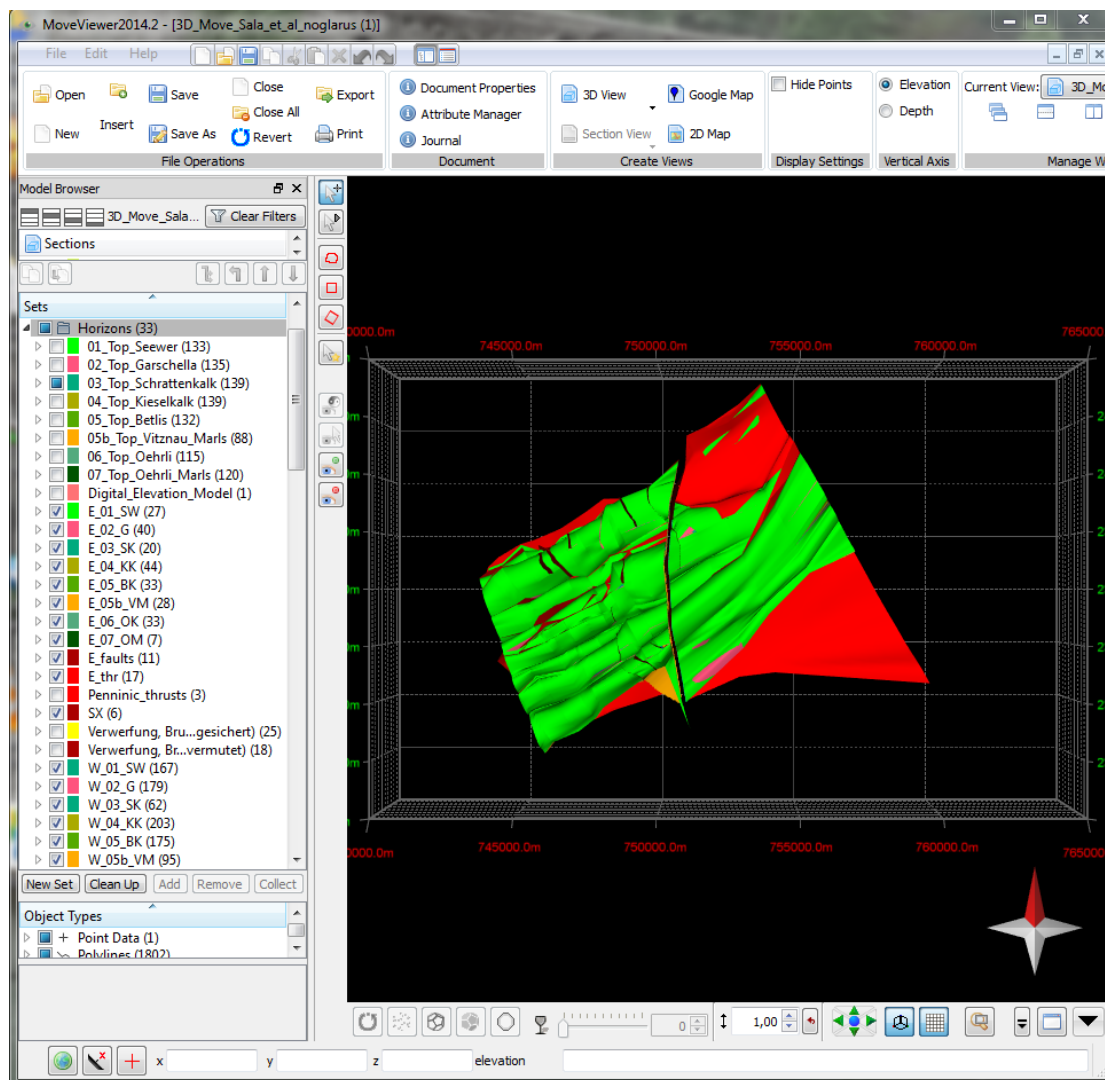 MoveViewer2014.2 - [3D_Move_Sala_et_al_noglarus (1)]
File Edit Help
Open Insert Save Close Export
Close All
New Save As Revert Print
File Operations
Document Properties
Attribute Manager
Journal
Document
3D View Google Map
Section View 2D Map
Create Views
Hide Points
Display Settings
Elevation
Depth
Vertical Axis
Current View: 3D_Mo
Manage W
Model Browser
3D_Move_Sala... Clear Filters
Sections
Sets
Horizons (33)
01_Top_Seewer (133)
02_Top_Garschella (135)
03_Top_Schrattenkalk (139)
04_Top_Kieselkalk (139)
05_Top_Betlis (132)
05b_Top_Vitznau_Marls (88)
06_Top_Oehrli (115)
07_Top_Oehrli_Marls (120)
Digital_Elevation_Model (1)
E_01_SW (27)
E_02_G (40)
E_03_SK (20)
E_04_KK (44)
E_05_BK (33)
E_05b_VM (28)
E_06_OK (33)
E_07_OM (7)
E_faults (11)
E_thr (17)
Penninic_thrusts (3)
SX (6)
Verwerfung, Bru...gesichert) (25)
Verwerfung, Br...vermutet) (18)
W_01_SW (167)
W_02_G (179)
W_03_SK (62)
W_04_KK (203)
W_05_BK (175)
W_05b_VM (95)
New Set Clean Up Add Remove Collect
Object Types
Point Data (1)
Polylines (1802)
0000.0m 745000.0m 750000.0m 755000.0m 760000.0m 765000
0000.0m 745000.0m 750000.0m 755000.0m 760000.0m 765000
0 1,00
x y z elevation